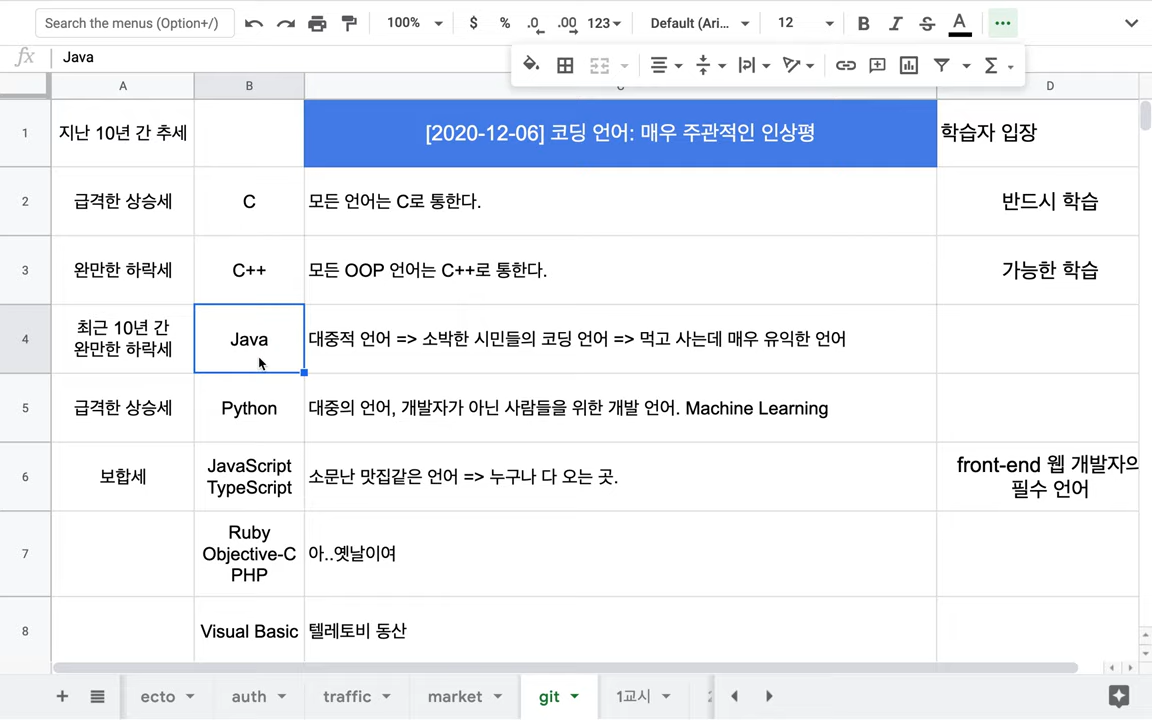 Search the menus (Option+/)
100%
$ % .0 .00 123
Default (Ari...
12
B I S A
fx Java
A B C D
1 지난 10년 간 추세 [2020-12-06] 코딩 언어: 매우 주관적인 인상평 학습자 입장
2 급격한 상승세 C 모든 언어는 C로 통한다. 반드시 학습
3 완만한 하락세 C++ 모든 OOP 언어는 C++로 통한다. 가능한 학습
4 최근 10년 간
완만한 하락세
Java 대중적 언어 => 소박한 시민들의 코딩 언어 => 먹고 사는데 매우 유익한 언어
5 급격한 상승세 Python 대중의 언어, 개발자가 아닌 사람들을 위한 개발 언어. Machine Learning
6 보합세 JavaScript
TypeScript
소문난 맛집같은 언어 => 누구나 다 오는 곳.
front-end 웹 개발자의
필수 언어
7 Ruby
Objective-C
PHP
아..옛날이여
8 Visual Basic 텔레토비 동산
+ ecto auth traffic market git 1교시